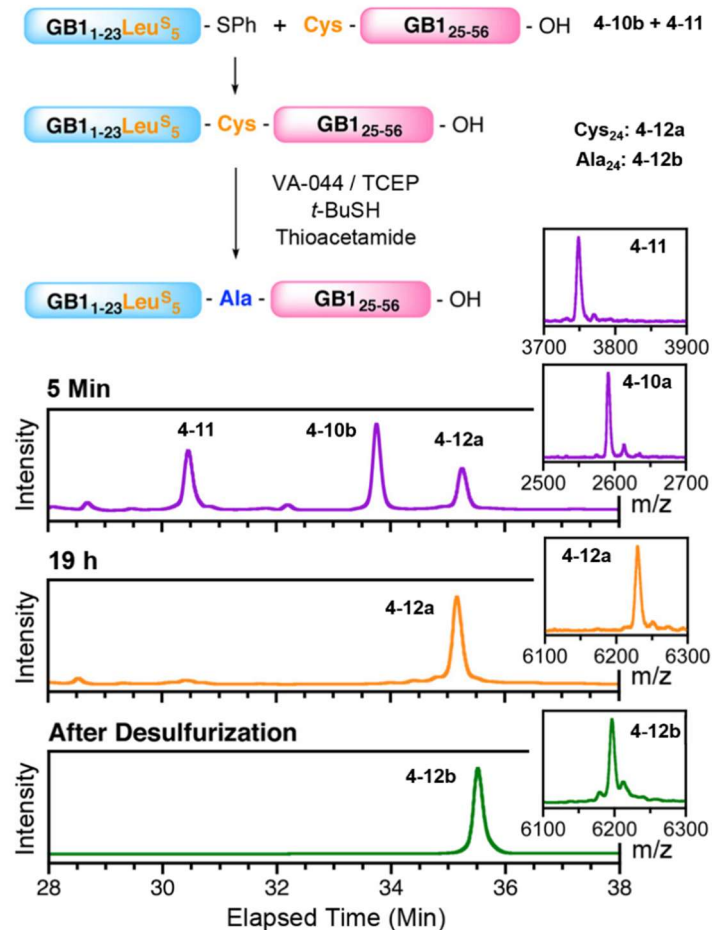 GB1₁₋₂₃Leuˢ₅ - SPh + Cys - GB1₂₅₋₅₆ - OH 4-10b + 4-11
GB1₁₋₂₃Leuˢ₅ - Cys - GB1₂₅₋₅₆ - OH
Cys₂₄: 4-12a
Ala₂₄: 4-12b
VA-044 / TCEP
t-BuSH
Thioacetamide
GB1₁₋₂₃Leuˢ₅ - Ala - GB1₂₅₋₅₆ - OH
4-11
3700 3800 3900
5 Min
Intensity
4-11 4-10b 4-12a
4-10a
2500 2600 2700
m/z
19 h
Intensity
4-12a
4-12a
6100 6200 6300
m/z
After Desulfurization
Intensity
4-12b
4-12b
6100 6200 6300
m/z
28 30 32 34 36 38
Elapsed Time (Min)